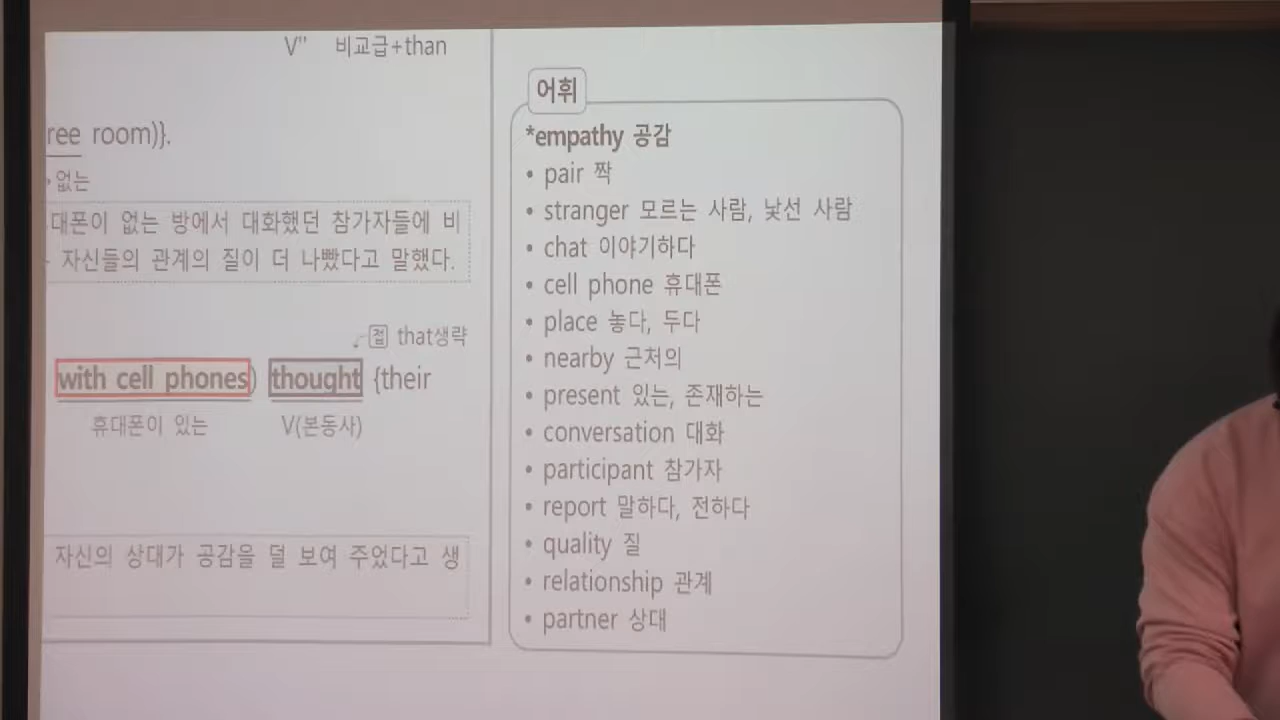 V" 비교급+than
ree room)}.
없는
대폰이 없는 방에서 대화했던 참가자들에 비
자신들의 관계의 질이 더 나빴다고 말했다.
접 that생략
with cell phones) thought {their
휴대폰이 있는 V(본동사)
자신의 상대가 공감을 덜 보여 주었다고 생
어휘
*empathy 공감
• pair 짝
• stranger 모르는 사람, 낯선 사람
• chat 이야기하다
• cell phone 휴대폰
• place 놓다, 두다
• nearby 근처의
• present 있는, 존재하는
• conversation 대화
• participant 참가자
• report 말하다, 전하다
• quality 질
• relationship 관계
• partner 상대